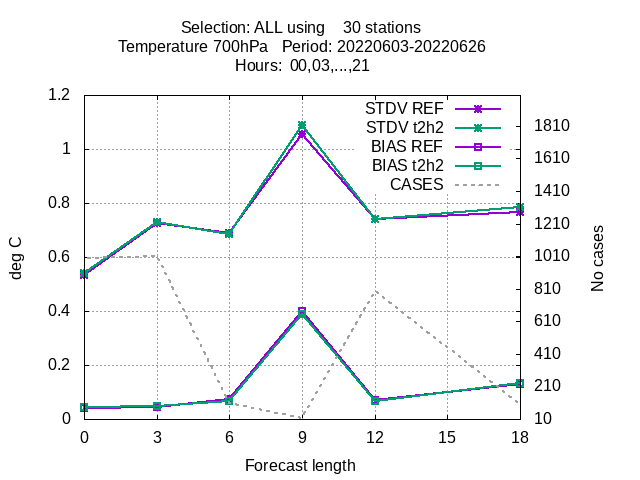 Selection: ALL using    30 stations
Temperature 700hPa   Period: 20220603-20220626
Hours: 00,03,...,21
STDV REF
STDV t2h2
BIAS REF
BIAS t2h2
CASES
1.2
1
0.8
0.6
0.4
0.2
0
deg C
1810
1610
1410
1210
1010
810
610
410
210
10
No cases
0 3 6 9 12 15 18
Forecast length